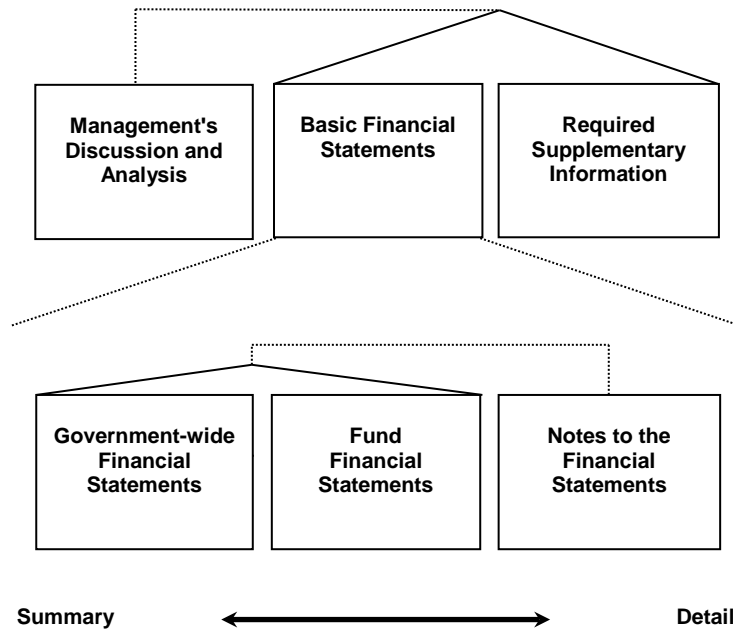 Management's
Discussion and
Analysis
Basic Financial
Statements
Required
Supplementary
Information
Government-wide
Financial
Statements
Fund
Financial
Statements
Notes to the
Financial
Statements
Summary
Detail